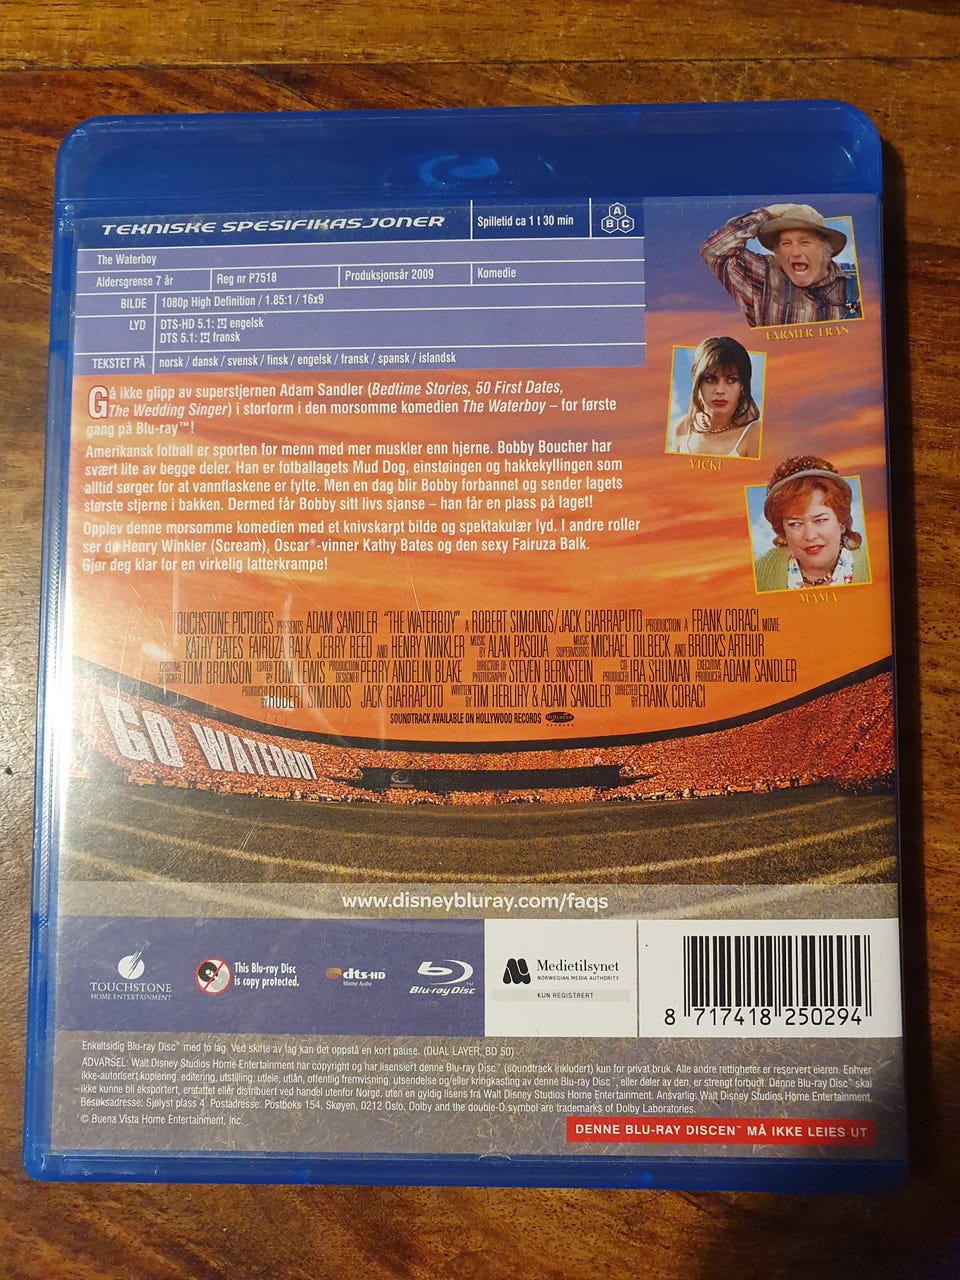 TEKNISKE SPESIFIKASJONER
Spilletid ca 1 t 30 min
A
B C
The Waterboy
Aldersgrense 7 år
Reg nr P7518
Produksjonsår 2009
Komedie
BILDE
1080p High Definition / 1.85:1 / 16x9
LYD
DTS-HD 5.1: engelsk
DTS 5.1: fransk
TEKSTET PÅ
norsk / dansk / svensk / finsk / engelsk / fransk / spansk / islandsk
FARMER FRAN
VICKI
MAMA
Gå ikke glipp av superstjernen Adam Sandler (Bedtime Stories, 50 First Dates,
The Wedding Singer) i storform i den morsomme komedien The Waterboy – for første
gang på Blu-ray™!
Amerikansk fotball er sporten for menn med mer muskler enn hjerne. Bobby Boucher har
svært lite av begge deler. Han er fotballagets Mud Dog, einstøingen og hakkekyllingen som
alltid sørger for at vannflaskene er fylte. Men en dag blir Bobby forbannet og sender lagets
største stjerne i bakken. Dermed får Bobby sitt livs sjanse – han får en plass på laget!
Opplev denne morsomme komedien med et knivskarpt bilde og spektakulær lyd. I andre roller
ser du Henry Winkler (Scream), Oscar®-vinner Kathy Bates og den sexy Fairuza Balk.
Gjør deg klar for en virkelig latterkrampe!
TOUCHSTONE PICTURES PRESENTS ADAM SANDLER "THE WATERBOY" A ROBERT SIMONDS/JACK GIARRAPUTO PRODUCTION A FRANK CORACI MOVIE
KATHY BATES FAIRUZA BALK JERRY REED AND HENRY WINKLER MUSIC BY ALAN PASQUA MUSIC SUPERVISORS MICHAEL DILBECK AND BROOKS ARTHUR
COSTUME DESIGNER TOM BRONSON EDITED BY TOM LEWIS PRODUCTION DESIGNER PERRY ANDELIN BLAKE DIRECTOR OF PHOTOGRAPHY STEVEN BERNSTEIN CO-PRODUCER IRA SHUMAN EXECUTIVE PRODUCER ADAM SANDLER
PRODUCED BY ROBERT SIMONDS JACK GIARRAPUTO WRITTEN BY TIM HERLIHY & ADAM SANDLER DIRECTED BY FRANK CORACI
SOUNDTRACK AVAILABLE ON HOLLYWOOD RECORDS
GO WATERBOY
www.disneybluray.com/faqs
TOUCHSTONE
HOME ENTERTAINMENT
This Blu-ray Disc
is copy protected.
dts-HD
Master Audio
Blu-ray Disc™
Medietilsynet
NORWEGIAN MEDIA AUTHORITY
KUN REGISTRERT
8 717418 250294
Enkeltsidig Blu-ray Disc™ med to lag. Ved skifte av lag kan det oppstå en kort pause. (DUAL LAYER, BD 50)
ADVARSEL: Walt Disney Studios Home Entertainment har copyright og har lisensiert denne Blu-ray Disc™ (soundtrack inkludert) kun for privat bruk. Alle andre rettigheter er reservert eieren. Enhver
ikke-autorisert kopiering, editering, utstilling, utleie, utlån, offentlig fremvisning, utsendelse og/eller kringkasting av denne Blu-ray Disc™, eller deler av den, er strengt forbudt. Denne Blu-ray Disc™ skal
ikke kunne bli eksportert, erstattet eller distribuert ved handel utenfor Norge, uten en gyldig lisens fra Walt Disney Studios Home Entertainment. Ansvarlig: Walt Disney Studios Home Entertainment.
Besøksadresse: Sjølyst plass 4. Postadresse: Postboks 154, Skøyen, 0212 Oslo. Dolby and the double-D symbol are trademarks of Dolby Laboratories.
© Buena Vista Home Entertainment, Inc.
DENNE BLU-RAY DISCEN™ MÅ IKKE LEIES UT